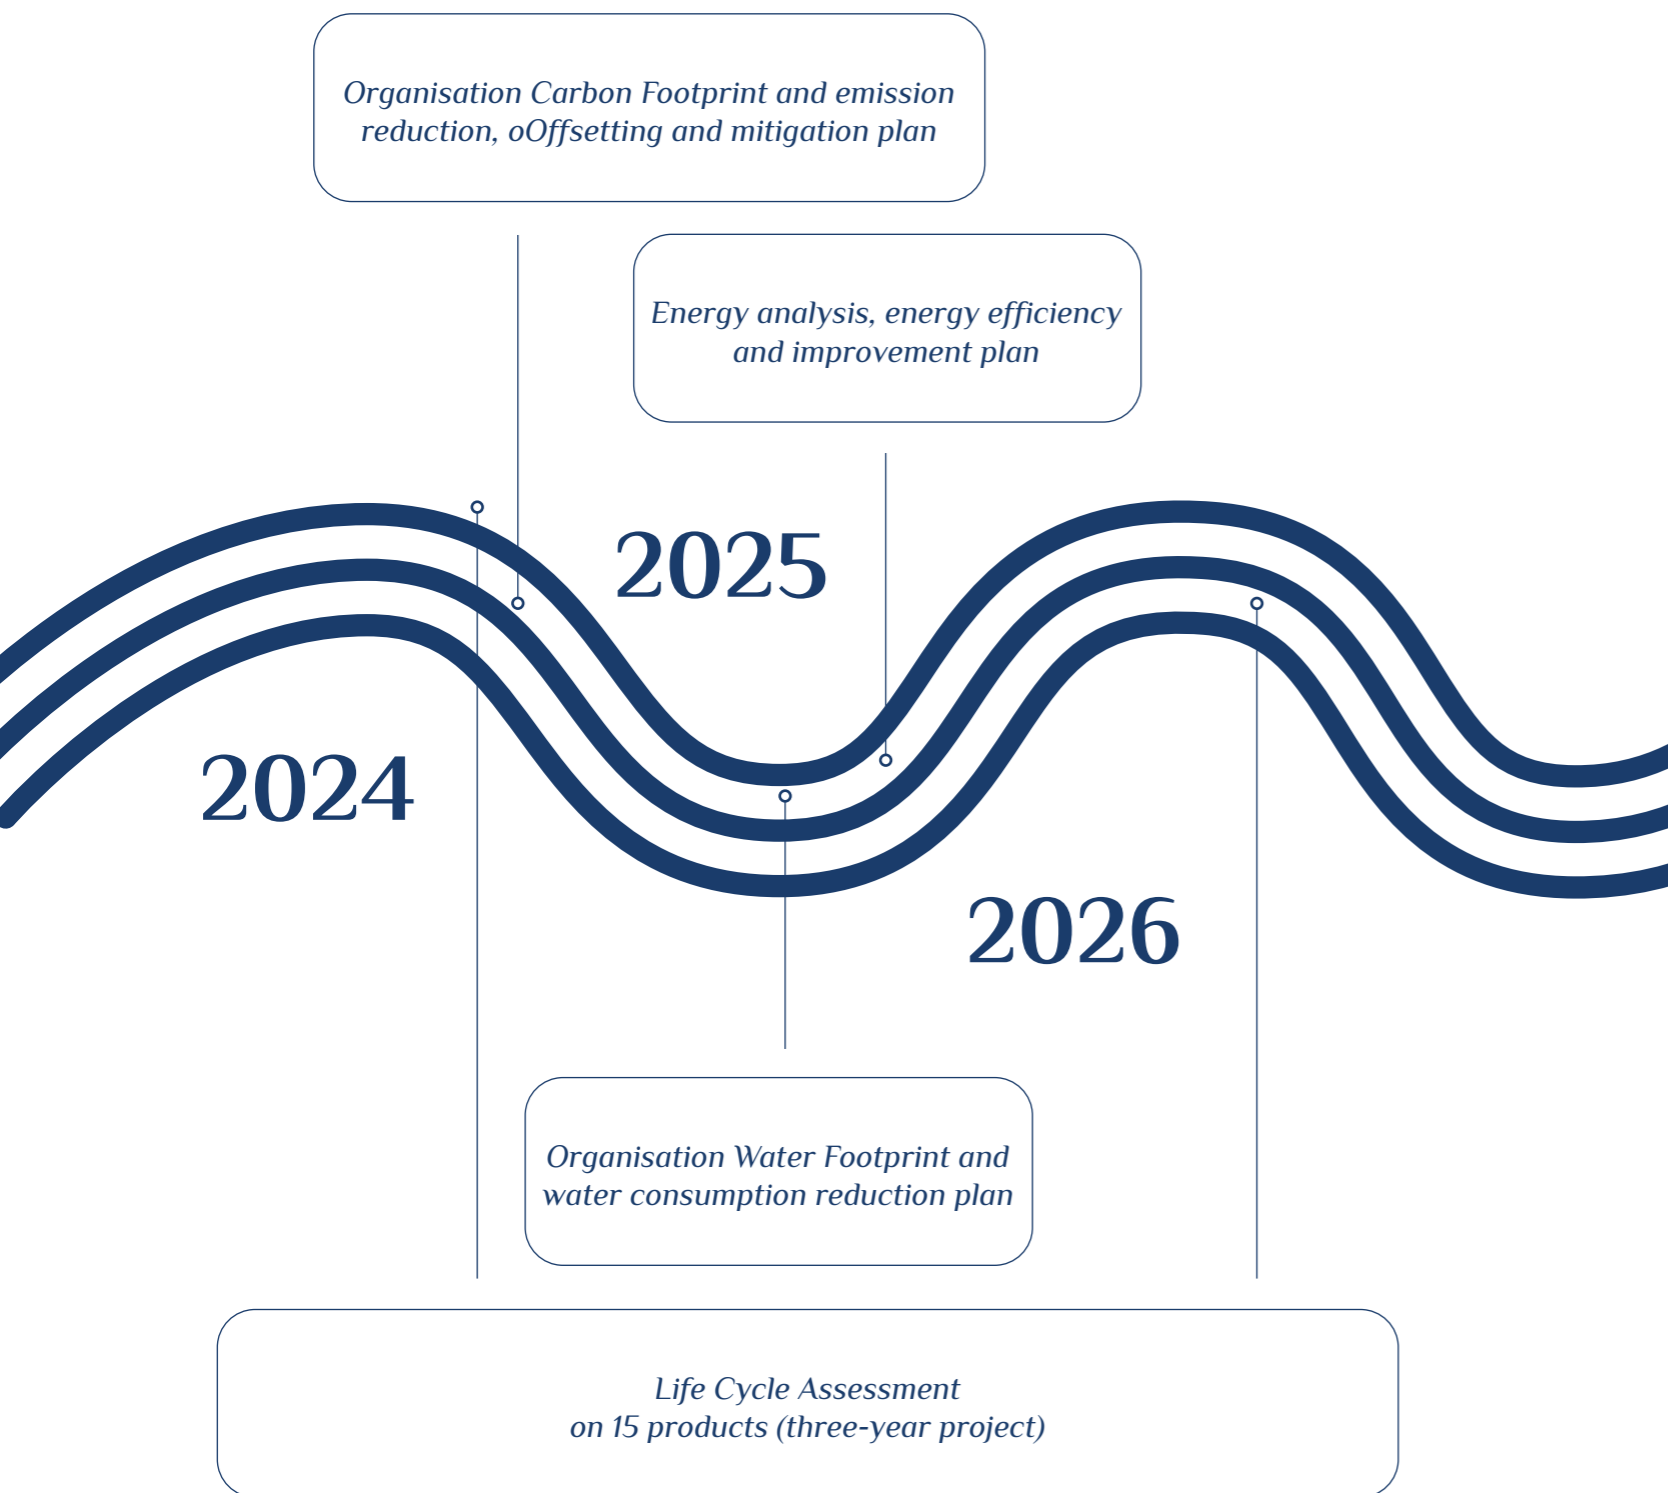 Organisation Carbon Footprint and emission
reduction, oOffsetting and mitigation plan
Energy analysis, energy efficiency
and improvement plan
2025
2024
2026
Organisation Water Footprint and
water consumption reduction plan
Life Cycle Assessment
on 15 products (three-year project)